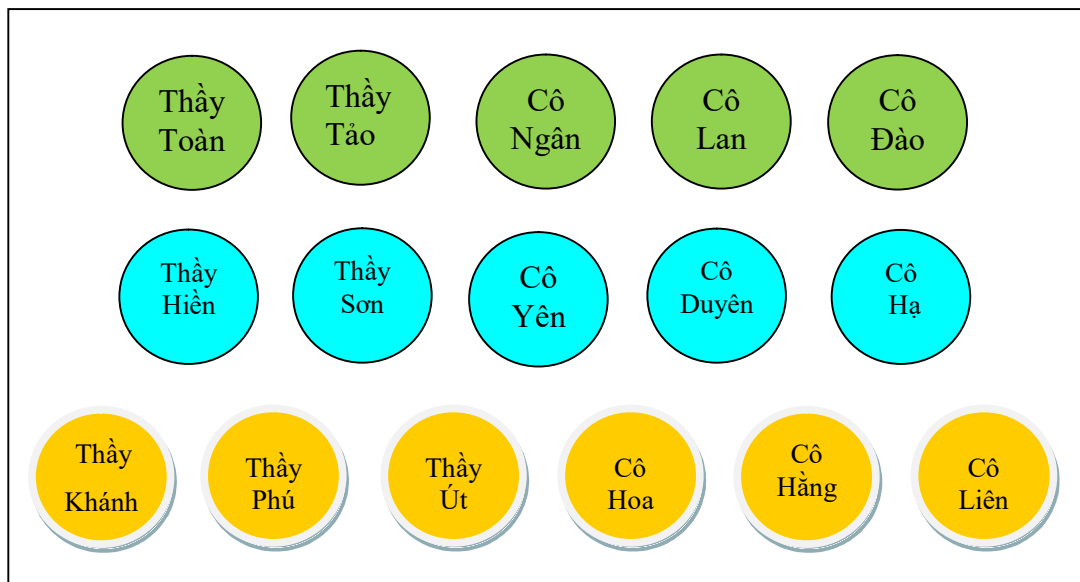 Thầy
Toàn
Thầy
Tảo
Cô
Ngân
Cô
Lan
Cô
Đào
Thầy
Hiền
Thầy
Sơn
Cô
Yên
Cô
Duyên
Cô
Hạ
Thầy
Khánh
Thầy
Phú
Thầy
Út
Cô
Hoa
Cô
Hằng
Cô
Liên